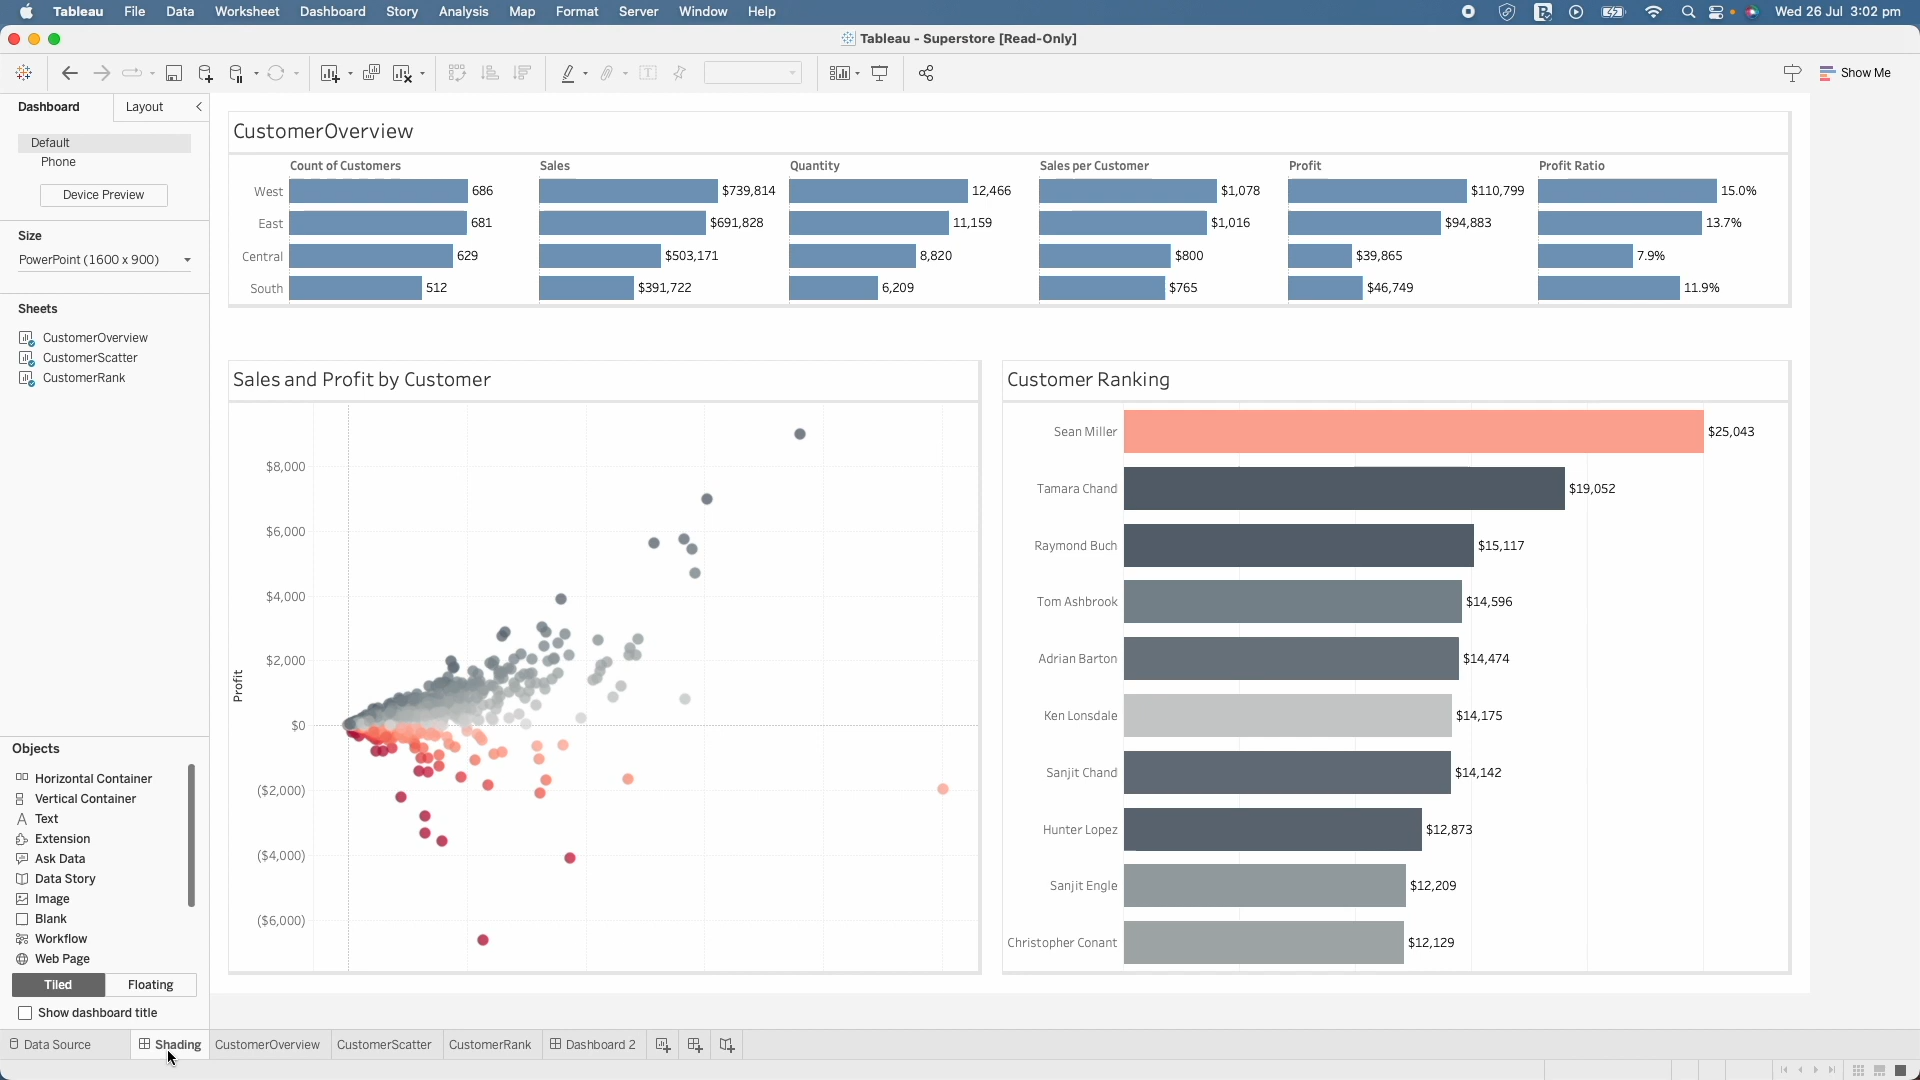 Tableau File Data Worksheet Dashboard Story Analysis Map Format Server Window Help Wed 26 Jul 3:02 pm
Tableau - Superstore [Read-Only]
Show Me
Dashboard Layout
Default
Phone
Device Preview
Size
PowerPoint (1600 x 900)
Sheets
CustomerOverview
CustomerScatter
CustomerRank
Objects
Horizontal Container
Vertical Container
Text
Extension
Ask Data
Data Story
Image
Blank
Workflow
Web Page
Tiled Floating
Show dashboard title
CustomerOverview
Count of Customers Sales Quantity Sales per Customer Profit Profit Ratio
West 686 $739,814 12,466 $1,078 $110,799 15.0%
East 681 $691,828 11,159 $1,016 $94,883 13.7%
Central 629 $503,171 8,820 $800 $39,865 7.9%
South 512 $391,722 6,209 $765 $46,749 11.9%
Sales and Profit by Customer
Profit
$8,000
$6,000
$4,000
$2,000
$0
($2,000)
($4,000)
($6,000)
Customer Ranking
Sean Miller $25,043
Tamara Chand $19,052
Raymond Buch $15,117
Tom Ashbrook $14,596
Adrian Barton $14,474
Ken Lonsdale $14,175
Sanjit Chand $14,142
Hunter Lopez $12,873
Sanjit Engle $12,209
Christopher Conant $12,129
Data Source Shading CustomerOverview CustomerScatter CustomerRank Dashboard 2